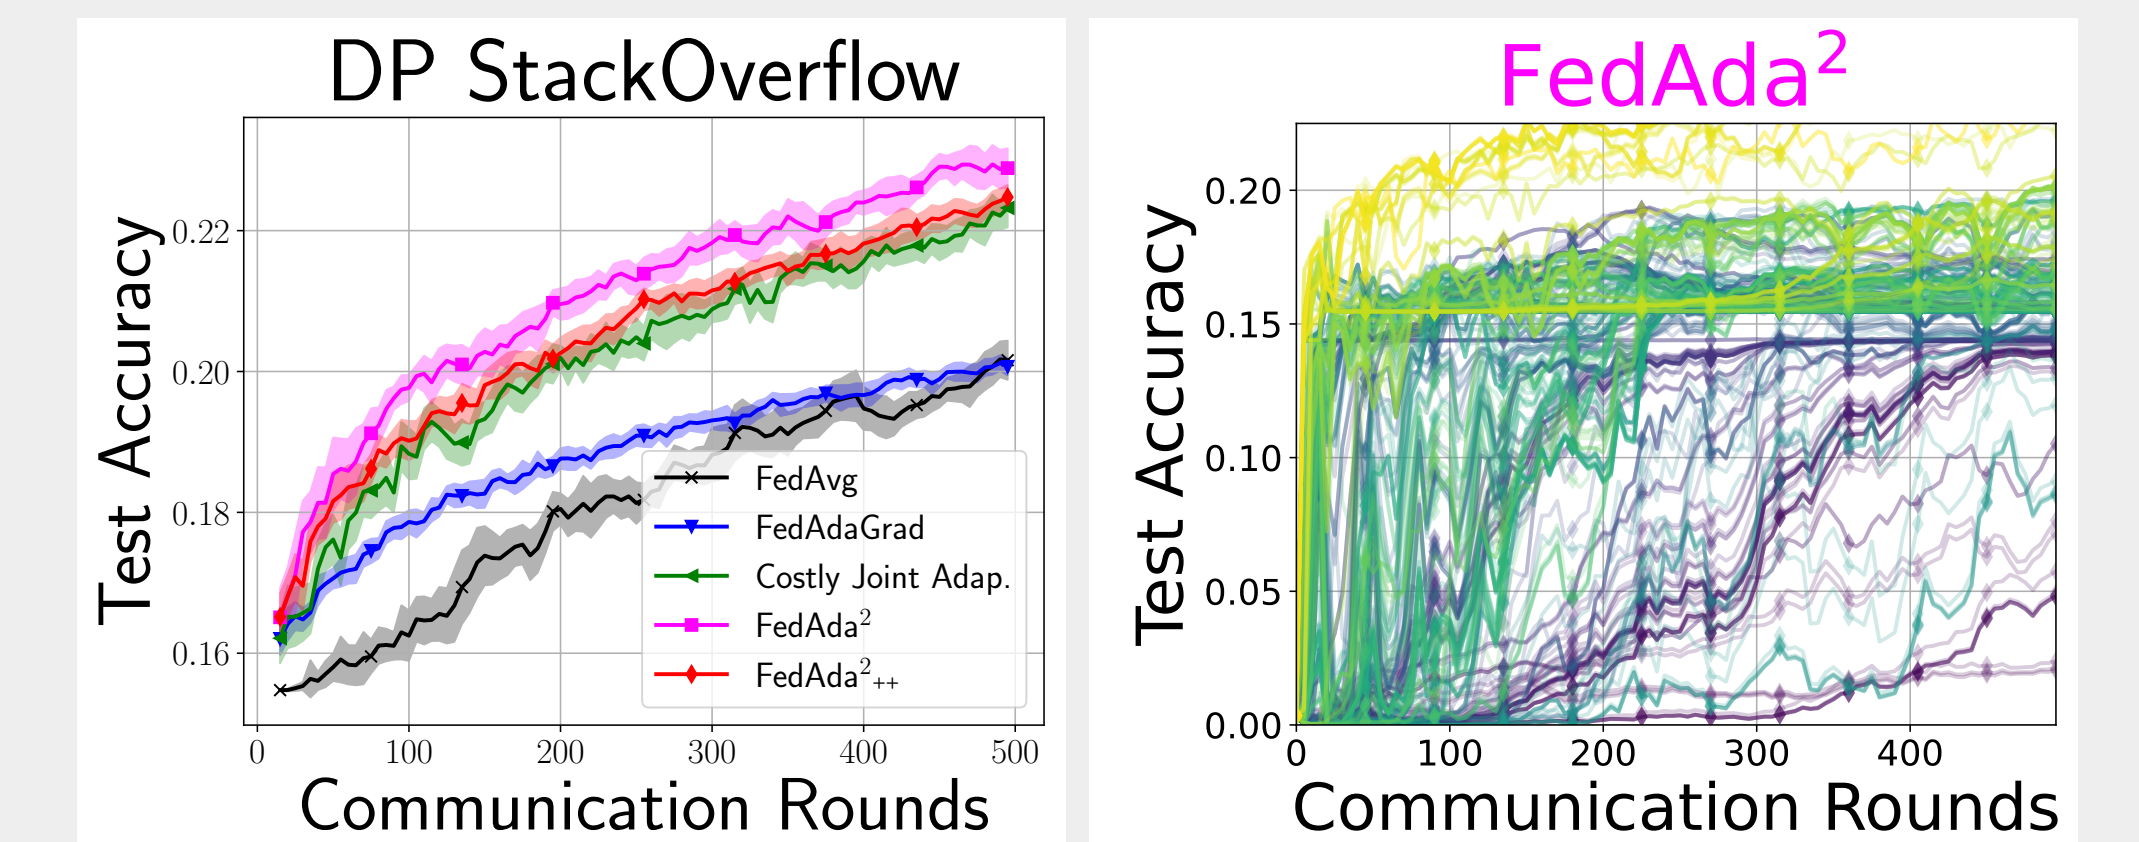 DP StackOverflow
Test Accuracy
0.22
0.20
0.18
0.16
0
100
200
300
400
500
Communication Rounds
FedAvg
FedAdaGrad
Costly Joint Adap.
FedAda²
FedAda²₊₊
FedAda²
Test Accuracy
0.20
0.15
0.10
0.05
0.00
0
100
200
300
400
Communication Rounds